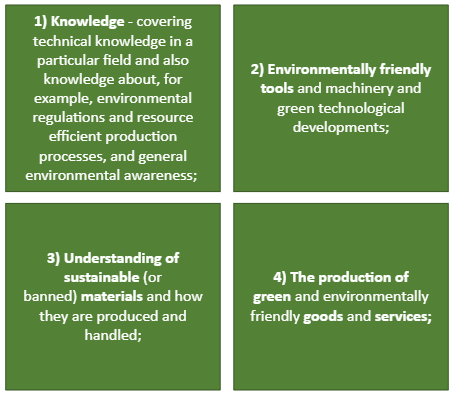 1) Knowledge - covering
technical knowledge in a
particular field and also
knowledge about, for
example, environmental
regulations and resource
efficient production
processes, and general
environmental awareness;
2) Environmentally friendly
tools and machinery and
green technological
developments;
3) Understanding of
sustainable (or
banned) materials and how
they are produced and
handled;
4) The production of
green and environmentally
friendly goods and services;